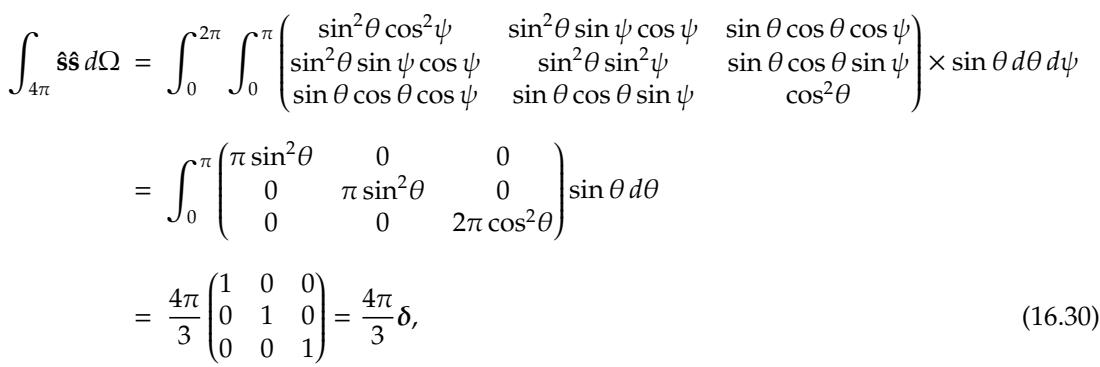 ∫_{4π} ŝŝ dΩ = ∫_0^{2π} ∫_0^π ( sin²θ cos²ψ   sin²θ sin ψ cos ψ   sin θ cos θ cos ψ
sin²θ sin ψ cos ψ   sin²θ sin²ψ   sin θ cos θ sin ψ
sin θ cos θ cos ψ   sin θ cos θ sin ψ   cos²θ ) × sin θ dθ dψ
= ∫_0^π ( π sin²θ   0   0
0   π sin²θ   0
0   0   2π cos²θ ) sin θ dθ
= 4π/3 ( 1   0   0
0   1   0
0   0   1 ) = 4π/3 δ, (16.30)